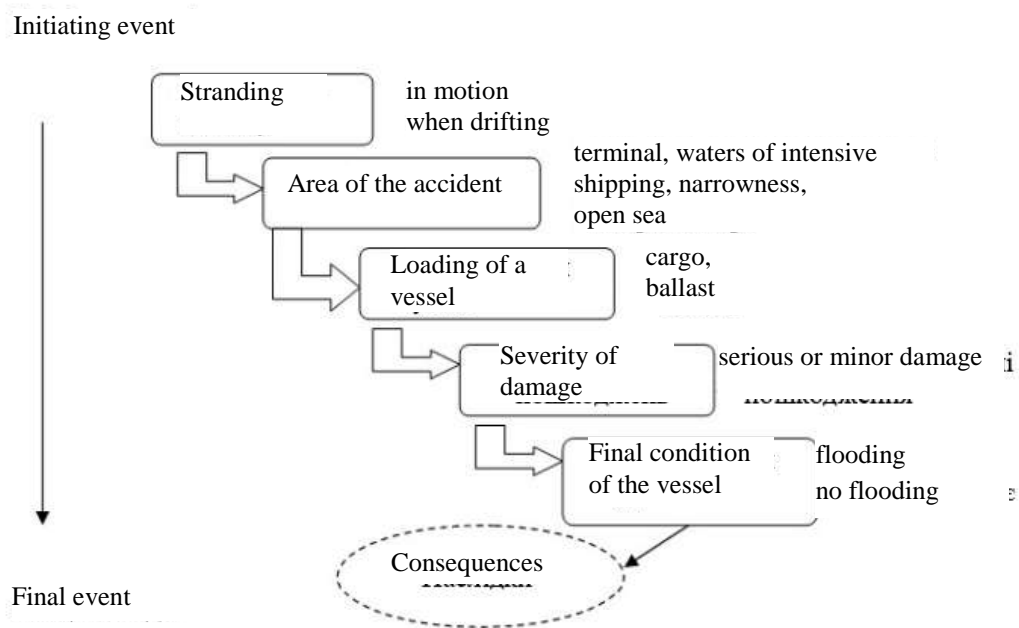 Initiating event
Stranding
in motion
when drifting
Area of the accident
terminal, waters of intensive
shipping, narrowness,
open sea
Loading of a
vessel
cargo,
ballast
Severity of
damage
serious or minor damage
Final condition
of the vessel
flooding
no flooding
Consequences
Final event